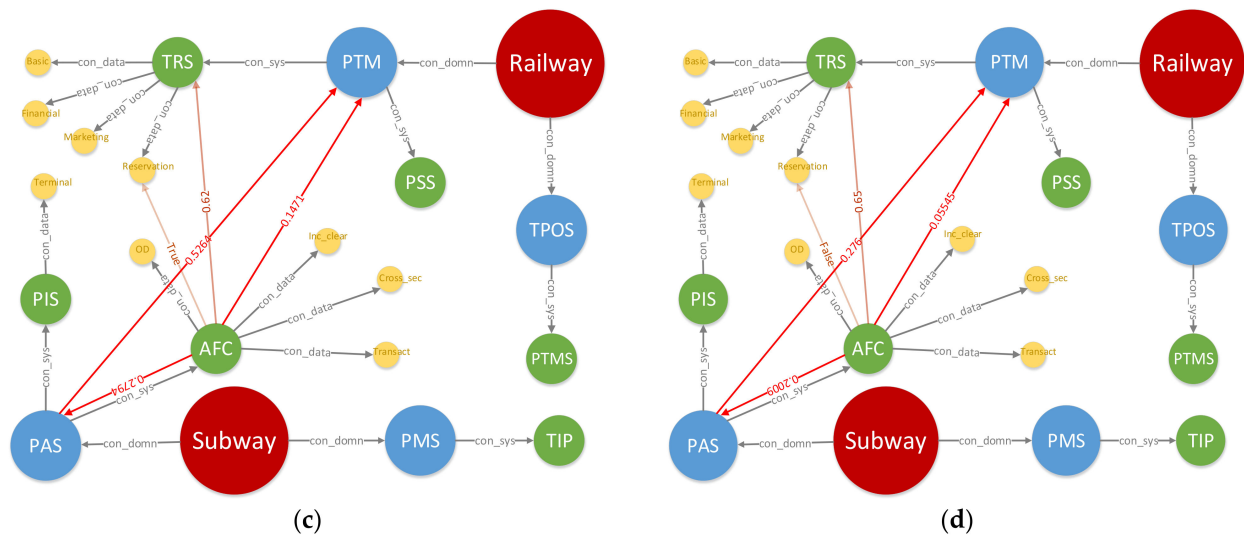 Basic
con_data
TRS
con_sys
PTM
con_domn
Railway
con_data
Financial
con_data
Marketing
con_data
Reservation
con_sys
PSS
con_domn
Terminal
con_data
0.62
0.1471
0.5264
True
TPOS
OD
con_data
Inc_clear
con_data
Cross_sec
con_data
con_sys
PIS
AFC
con_data
Transact
PTMS
con_sys
0.2794
con_sys
PAS
con_domn
Subway
con_domn
PMS
con_sys
TIP
(c)
Basic
con_data
TRS
con_sys
PTM
con_domn
Railway
con_data
Financial
con_data
Marketing
con_data
Reservation
con_sys
PSS
con_domn
Terminal
con_data
0.65
0.05545
0.276
False
TPOS
OD
con_data
Inc_clear
con_data
Cross_sec
con_data
con_sys
PIS
AFC
con_data
Transact
PTMS
con_sys
0.2009
con_sys
PAS
con_domn
Subway
con_domn
PMS
con_sys
TIP
(d)